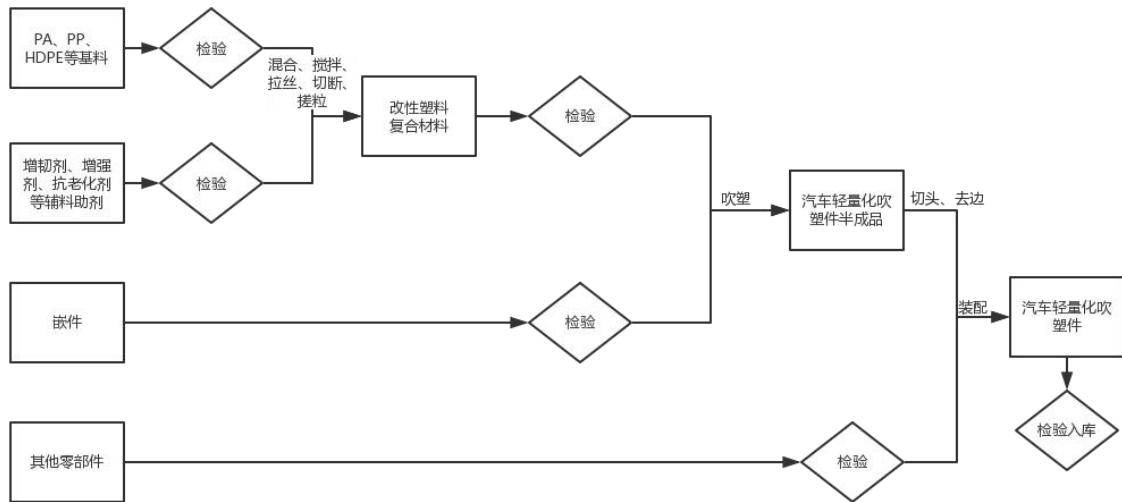 PA、PP、
HDPE等基料
检验
混合、搅拌、
拉丝、切断、
搓粒
改性塑料
复合材料
检验
增韧剂、增强
剂、抗老化剂
等辅料助剂
检验
吹塑
汽车轻量化吹
塑件半成品
切头、去边
嵌件
检验
装配
汽车轻量化吹
塑件
检验入库
其他零部件
检验